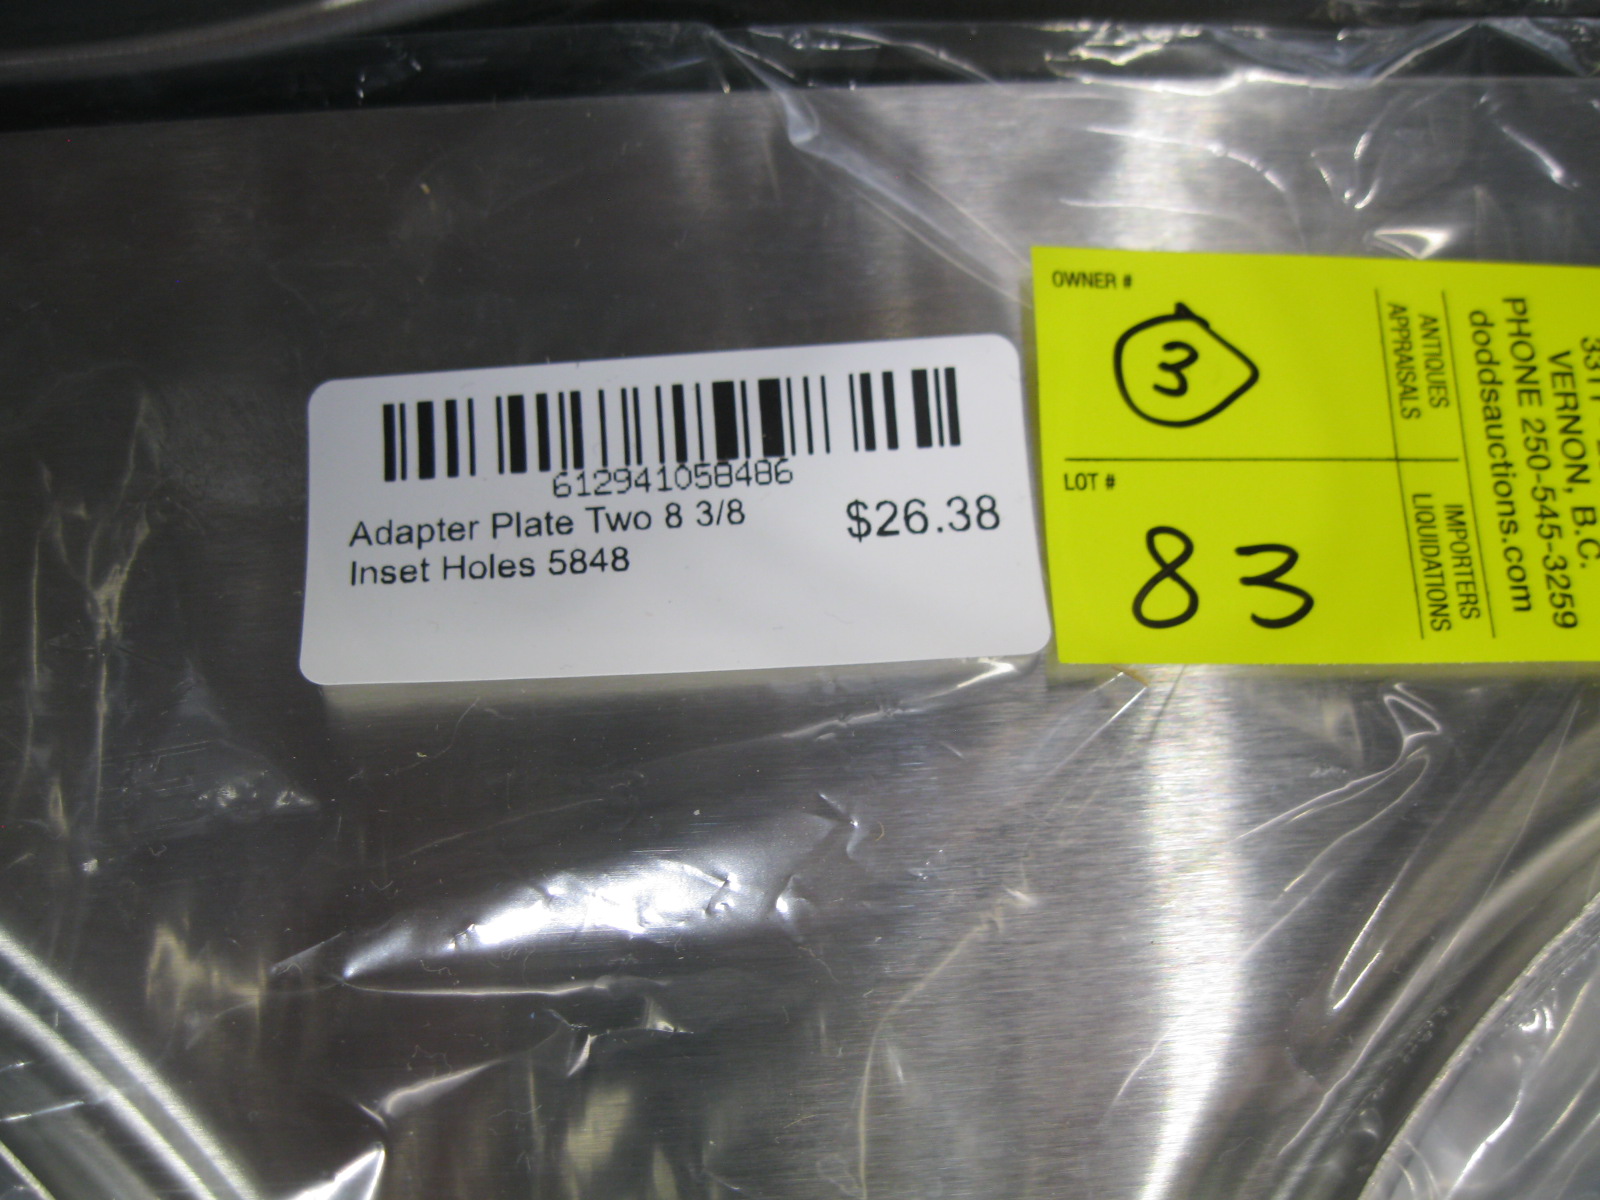 612941058486
Adapter Plate Two 8 3/8
Inset Holes 5848
$26.38
OWNER #
3
LOT #
83
ANTIQUES
APPRAISALS
IMPORTERS
LIQUIDATIONS
VERNON, B.C.
PHONE 250-545-3259
doddsauctions.com